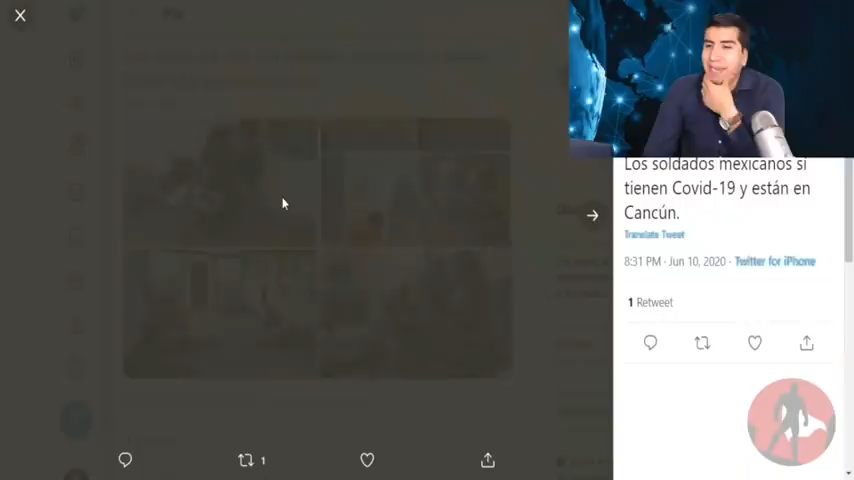 Los soldados mexicanos si
tienen Covid-19 y están en
Cancún.
Translate Tweet
8:31 PM · Jun 10, 2020 · Twitter for iPhone
1 Retweet
1